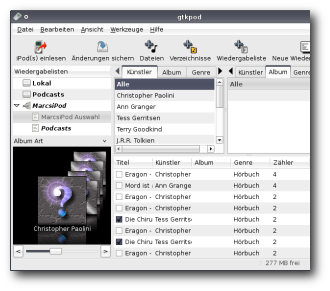 gtkpod
Datei Bearbeiten Ansicht Werkzeuge Hilfe
iPod(s) einlesen Änderungen sichern Dateien Verzeichnisse Wiedergabeliste Neue Wieder
Wiedergabelisten
Künstler Album Genre Künstler Album Genr
Lokal
Podcasts
MarcsiPod
MarcsiPod Auswahl
Podcasts
Alle
Christopher Paolini
Ann Granger
Tess Gerritsen
Terry Goodkind
J.R.R. Tolkien
Alle
Album Art
Christopher Paolini
Titel Künstler Album Genre Zähler
Eragon - Christopher Hörbuch 4
Mord ist Ann Grange Hörbuch 4
Eragon - Christopher Hörbuch 2
Eragon - Christopher Hörbuch 2
Die Chiru Tess Gerrits Hörbuch 2
Eragon - Christopher Hörbuch 2
Die Chiru Tess Gerrits Hörbuch 2
Eragon - Christopher Hörbuch 2
277 MB frei